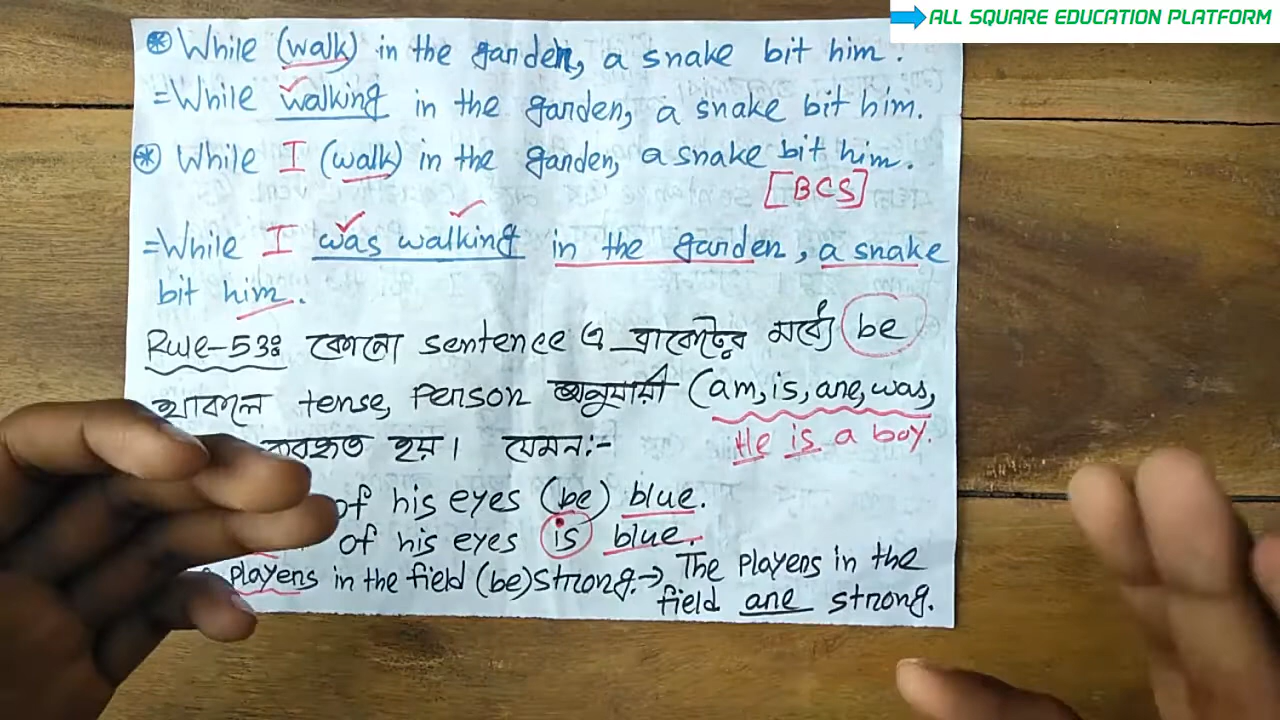 ALL SQUARE EDUCATION PLATFORM
* While (walk) in the garden, a snake bit him.
= While walking in the garden, a snake bit him.
* While I (walk) in the garden, a snake bit him.
[BCS]
= While I was walking in the garden, a snake
bit him.
Rule-53: কোনো sentence এ ব্রাকেটের মধ্যে be
থাকলে tense, Person অনুযায়ী (am, is, are, was,
ব্যবহৃত হয়। যেমন:-
He is a boy.
of his eyes (be) blue.
of his eyes is blue.
Players in the field (be) strong. → The Players in the
field are strong.